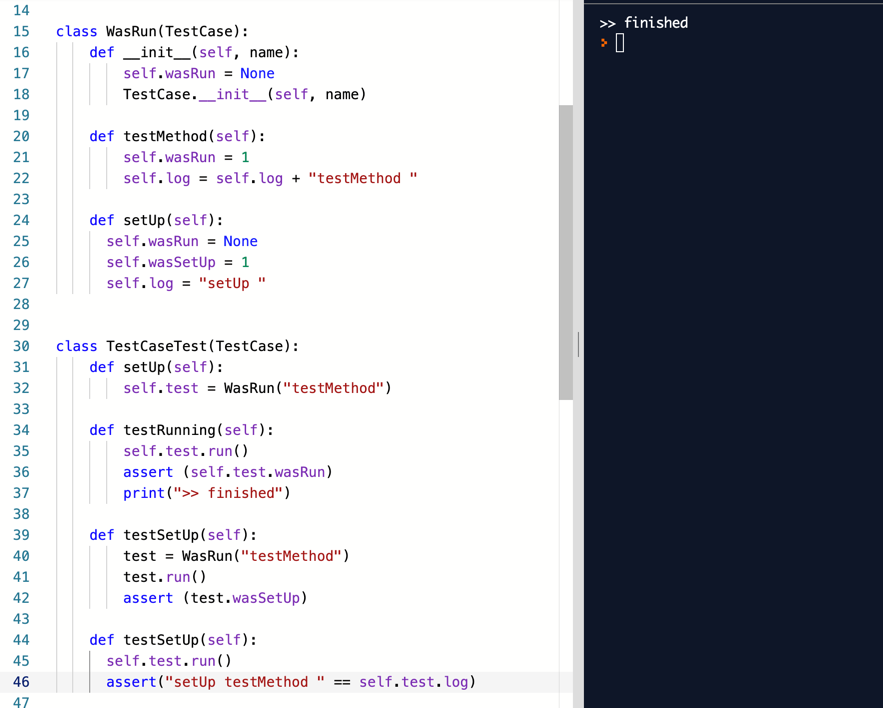 14
15 class WasRun(TestCase):
16     def __init__(self, name):
17         self.wasRun = None
18         TestCase.__init__(self, name)
19
20     def testMethod(self):
21         self.wasRun = 1
22         self.log = self.log + "testMethod "
23
24     def setUp(self):
25       self.wasRun = None
26       self.wasSetUp = 1
27       self.log = "setUp "
28
29
30 class TestCaseTest(TestCase):
31     def setUp(self):
32         self.test = WasRun("testMethod")
33
34     def testRunning(self):
35         self.test.run()
36         assert (self.test.wasRun)
37         print(">> finished")
38
39     def testSetUp(self):
40         test = WasRun("testMethod")
41         test.run()
42         assert (test.wasSetUp)
43
44     def testSetUp(self):
45       self.test.run()
46       assert("setUp testMethod " == self.test.log)
47
>> finished
>